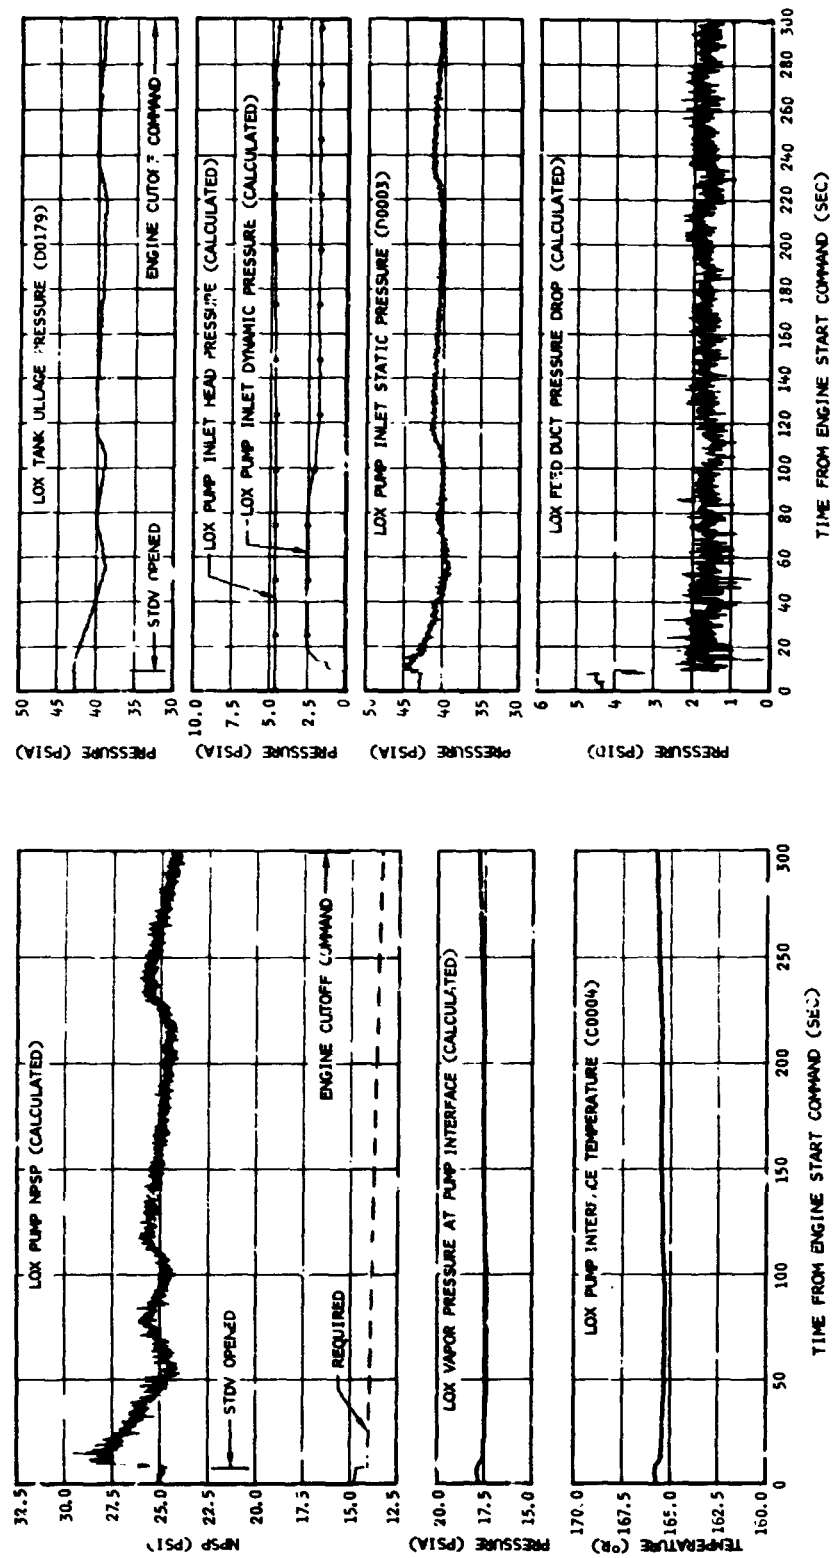 LOX PUMP NPSP (CALCULATED)
32.5
30.0
27.5
25.0
22.5
20.0
17.5
15.0
12.5
STDV OPENED
REQUIRED
ENGINE CUTOFF COMMAND
LOX VAPOR PRESSURE AT PUMP INTERFACE (CALCULATED)
PRESSURE (PSIA)
20.0
17.5
15.0
LOX PUMP INTERFACE TEMPERATURE (C0004)
TEMPERATURE (°R)
170.0
167.5
165.0
162.5
160.0
0 50 100 150 200 250 300
TIME FROM ENGINE START COMMAND (SEC)
LOX TANK ULLAGE PRESSURE (D0179)
PRESSURE (PSIA)
50
40
30
STDV OPENED
ENGINE CUTOFF COMMAND
LOX PUMP INLET HEAD PRESSURE (CALCULATED)
LOX PUMP INLET DYNAMIC PRESSURE (CALCULATED)
PRESSURE (PSIA)
10.0
7.5
5.0
2.5
0
LOX PUMP INLET STATIC PRESSURE (D0003)
PRESSURE (PSIA)
40
30
LOX FEED DUCT PRESSURE DROP (CALCULATED)
PRESSURE (PSID)
6
5
4
3
2
1
0
0 20 40 60 80 100 120 140 160 180 200 220 240 260 280 300
TIME FROM ENGINE START COMMAND (SEC)